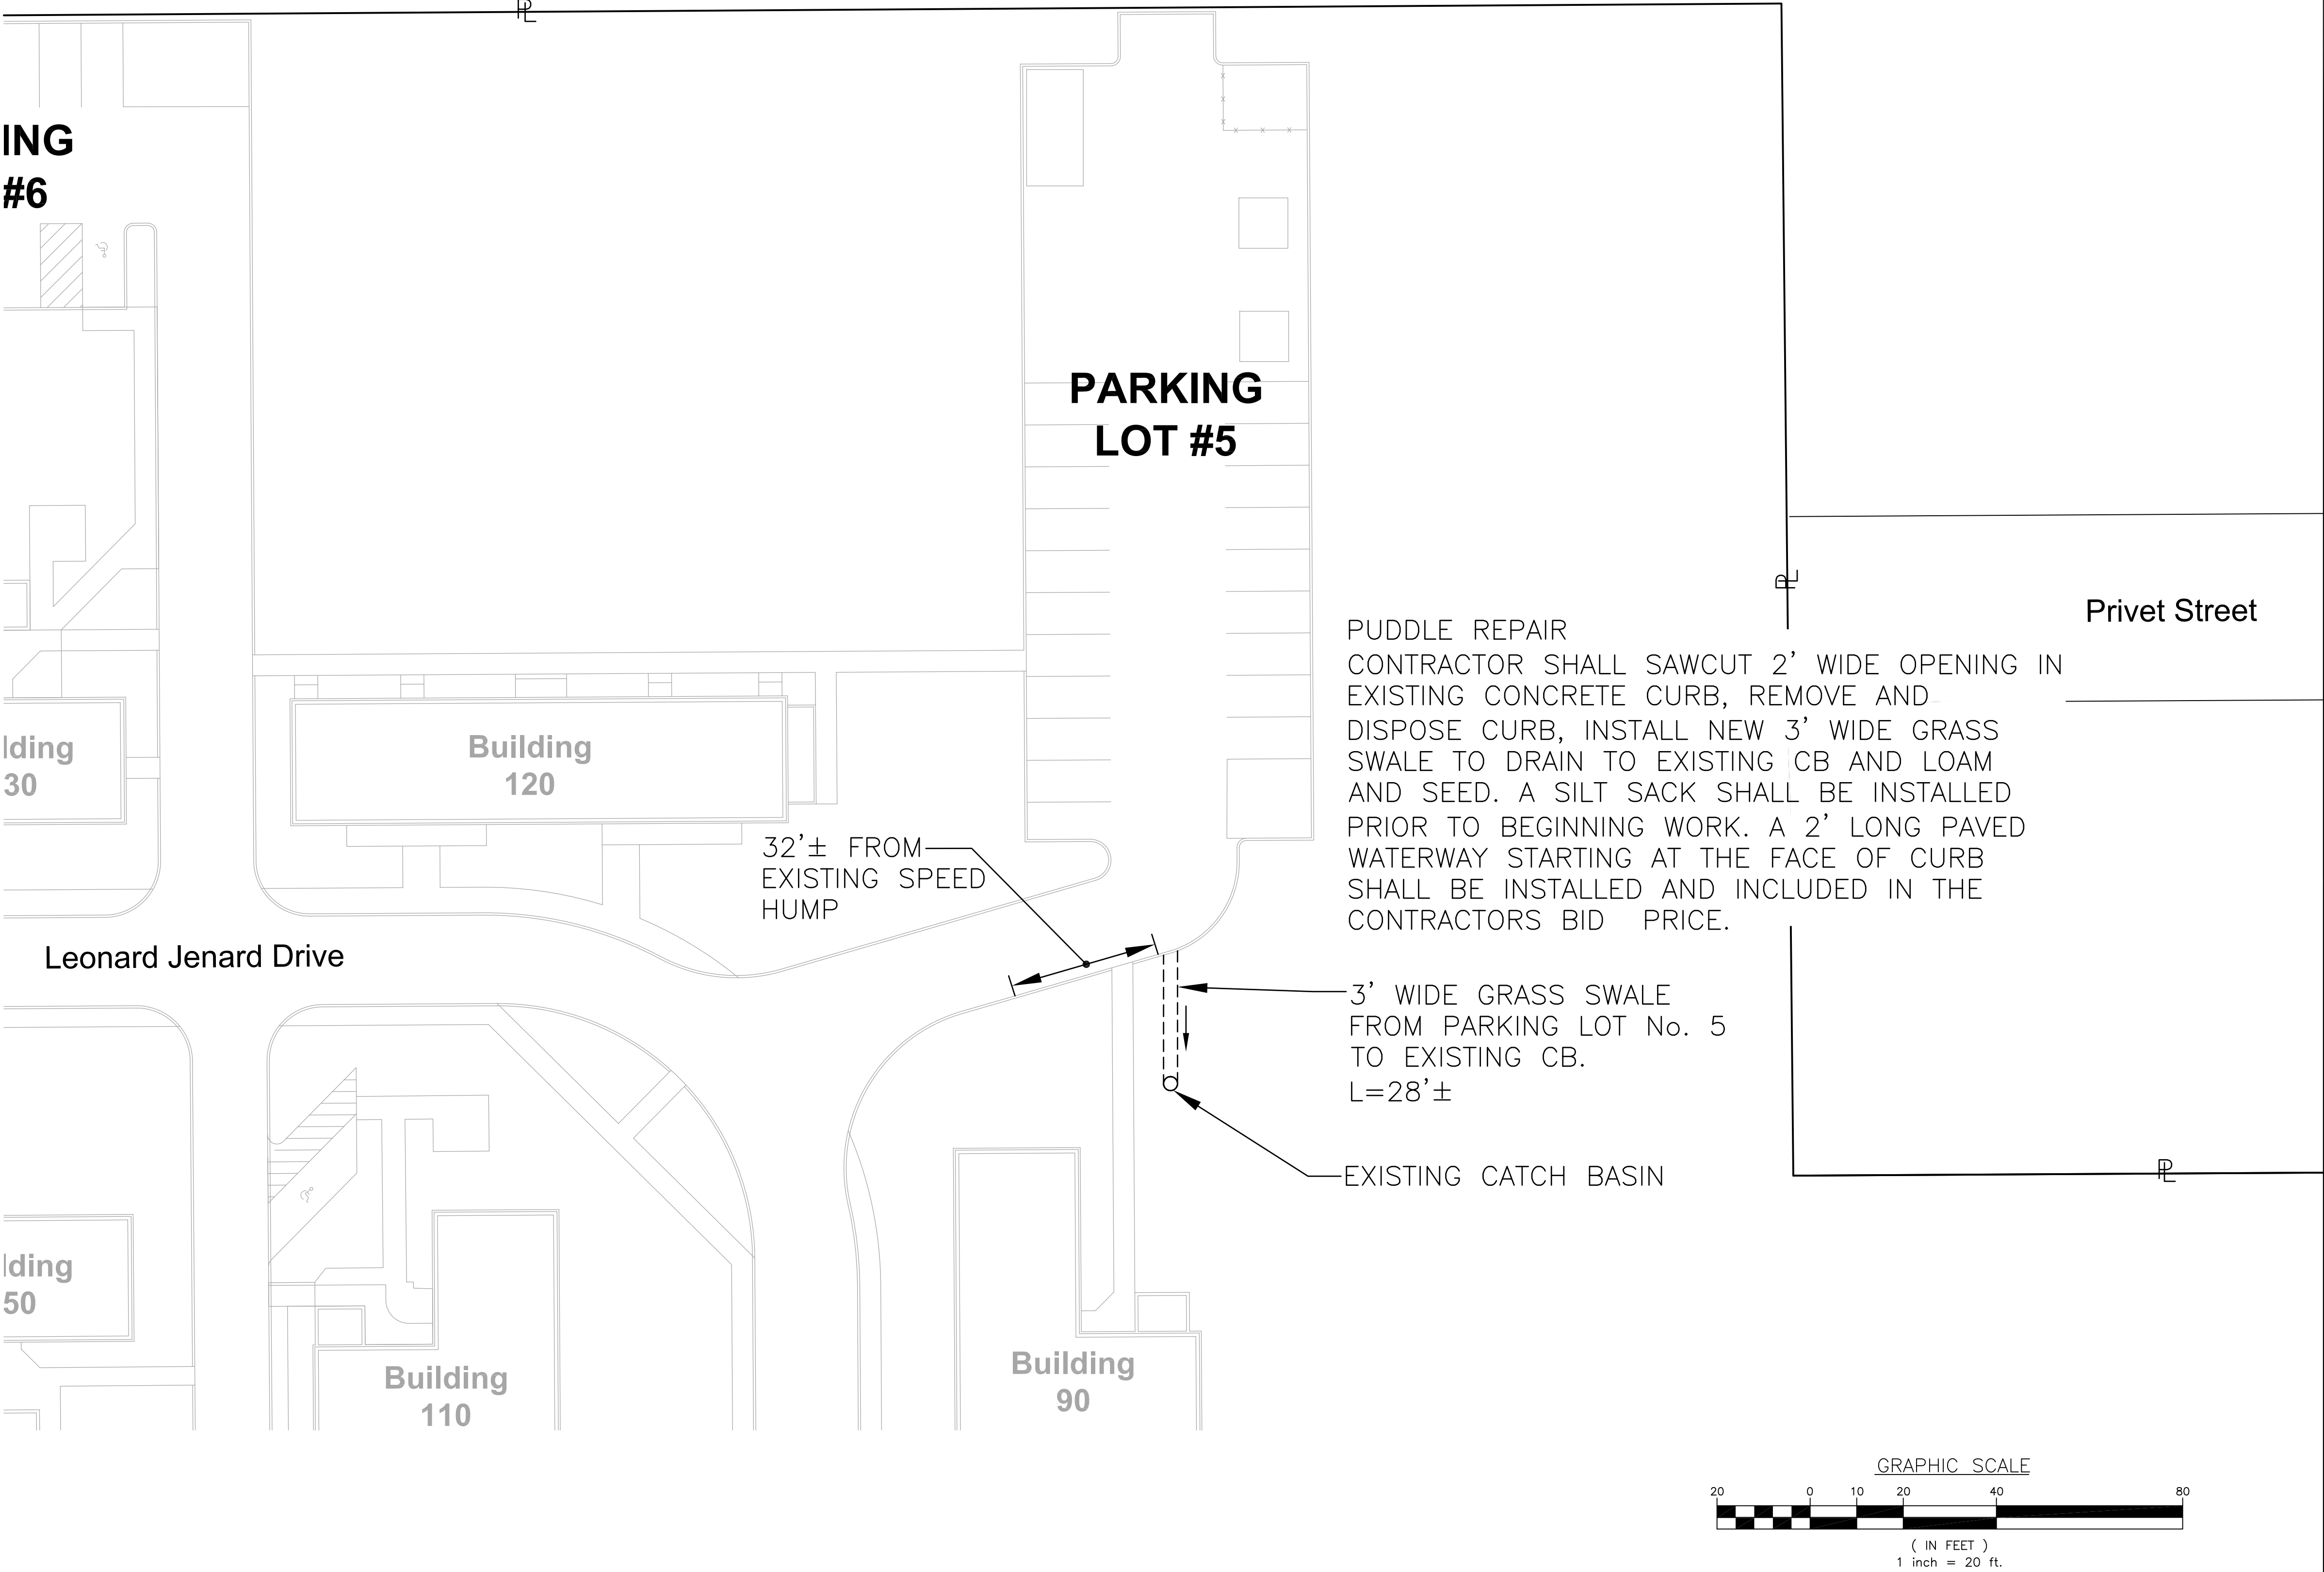 PL
ING
#6
PARKING
LOT #5
PL
Privet Street
PUDDLE REPAIR
CONTRACTOR SHALL SAWCUT 2' WIDE OPENING IN
EXISTING CONCRETE CURB, REMOVE AND
DISPOSE CURB, INSTALL NEW 3' WIDE GRASS
SWALE TO DRAIN TO EXISTING CB AND LOAM
AND SEED. A SILT SACK SHALL BE INSTALLED
PRIOR TO BEGINNING WORK. A 2' LONG PAVED
WATERWAY STARTING AT THE FACE OF CURB
SHALL BE INSTALLED AND INCLUDED IN THE
CONTRACTORS BID PRICE.
lding
30
Building
120
32'± FROM
EXISTING SPEED
HUMP
Leonard Jenard Drive
3' WIDE GRASS SWALE
FROM PARKING LOT No. 5
TO EXISTING CB.
L=28'±
EXISTING CATCH BASIN
PL
lding
50
Building
110
Building
90
GRAPHIC SCALE
20 0 10 20 40 80
( IN FEET )
1 inch = 20 ft.